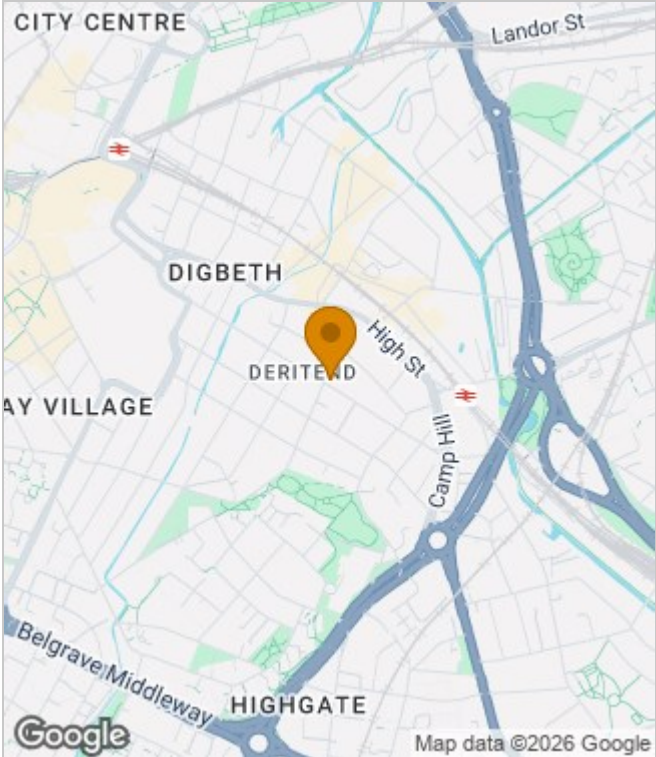 CITY CENTRE
Landor St
DIGBETH
High St
DERITEND
AY VILLAGE
Camp Hill
Belgrave Middleway
HIGHGATE
Google
Map data ©2026 Google